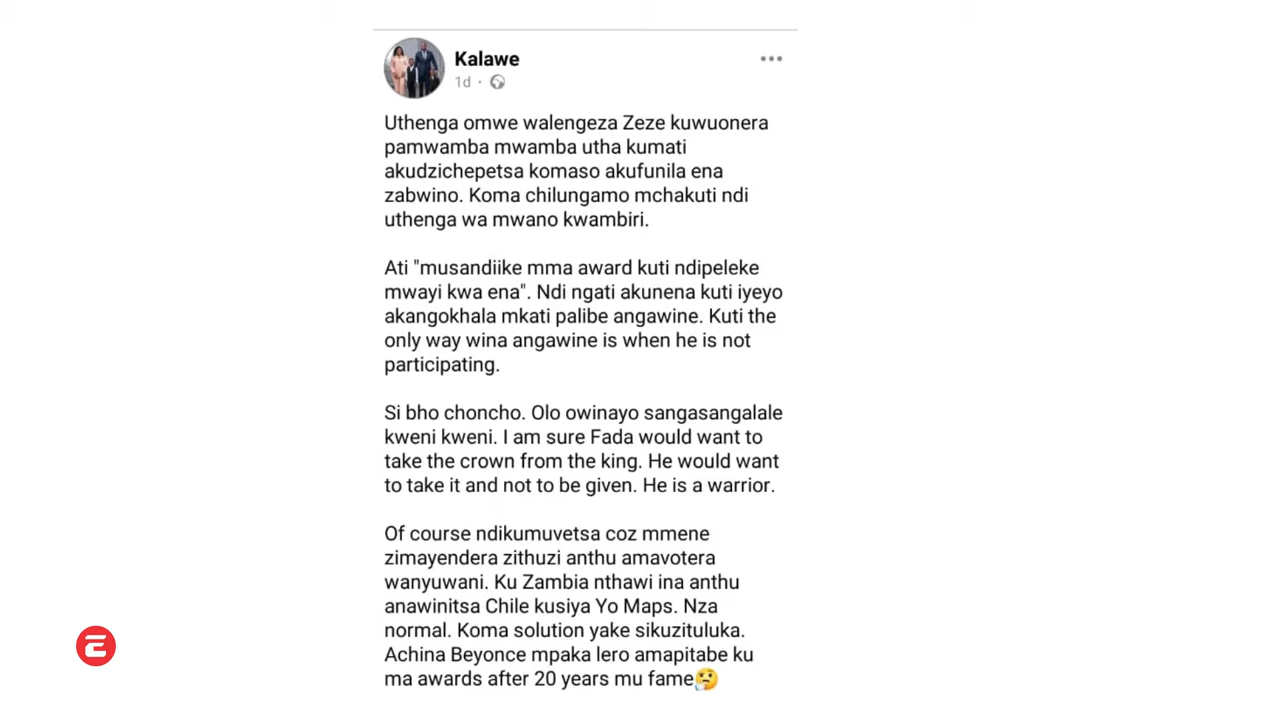 Kalawe
1d ·
Uthenga omwe walengeza Zeze kuwuonera
pamwamba mwamba utha kumati
akudzichepetsa komaso akufunila ena
zabwino. Koma chilungamo mchakuti ndi
uthenga wa mwano kwambiri.
Ati "musandiike mma award kuti ndipeleke
mwayi kwa ena". Ndi ngati akunena kuti iyeyo
akangokhala mkati palibe angawine. Kuti the
only way wina angawine is when he is not
participating.
Si bho choncho. Olo owinayo sangasangalale
kweni kweni. I am sure Fada would want to
take the crown from the king. He would want
to take it and not to be given. He is a warrior.
Of course ndikumuvetsa coz mmene
zimayendera zithuzi anthu amavotera
wanyuwani. Ku Zambia nthawi ina anthu
anawinitsa Chile kusiya Yo Maps. Nza
normal. Koma solution yake sikuzituluka.
Achina Beyonce mpaka lero amapitabe ku
ma awards after 20 years mu fame🤔